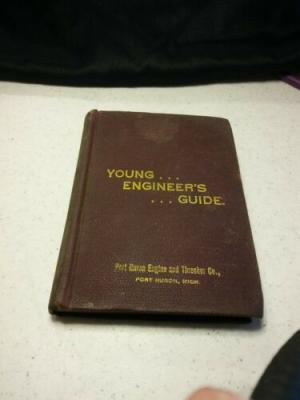 YOUNG ...
ENGINEER'S
... GUIDE.
Port Huron Engine and Thresher Co.,
PORT HURON, MICH.